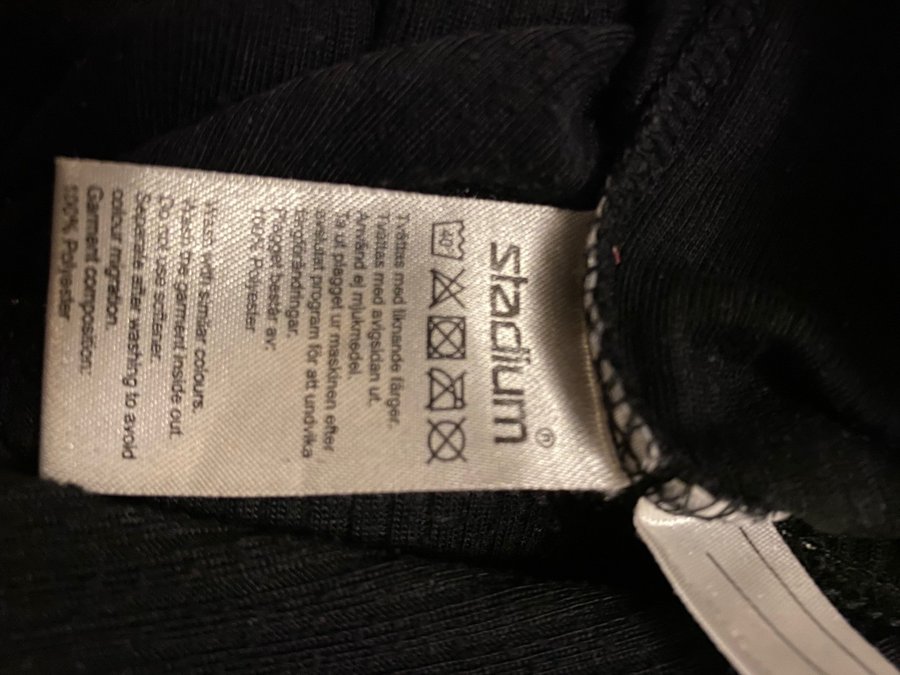 stadium®
40°
Tvättas med liknande färger.
Tvättas med avigsidan ut.
Använd ej mjukmedel.
Ta ut plagget ur maskinen efter
avslutat program för att undvika
färgförändringar.
Plagget består av:
100% Polyester
Wash with similar colours.
Wash the garment inside out.
Do not use softener.
Separate after washing to avoid
colour migration.
Garment composition:
100% Polyester